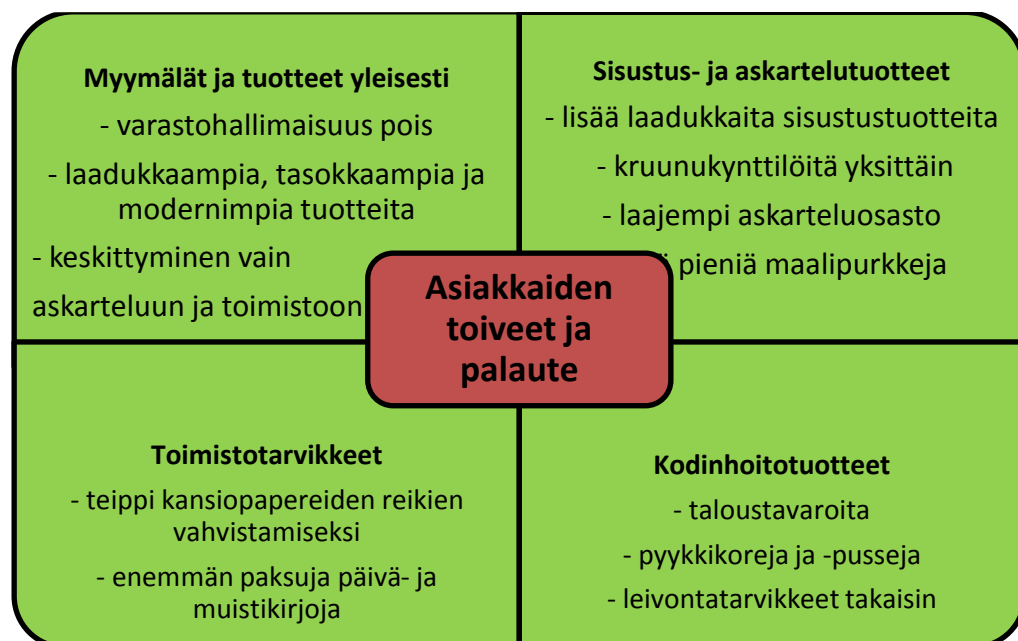 Myymälät ja tuotteet yleisesti
- varastohallimaisuus pois
- laadukkaampia, tasokkaampia ja
modernimpia tuotteita
- keskittyminen vain
askarteluun ja toimistoon
Sisustus- ja askartelutuotteet
- lisää laadukkaita sisustustuotteita
- kruunukynttilöitä yksittäin
- laajempi askarteluosasto
pieniä maalipurkkeja
Asiakkaiden
toiveet ja
palaute
Toimistotarvikkeet
- teippi kansiopapereiden reikien
vahvistamiseksi
- enemmän paksuja päivä- ja
muistikirjoja
Kodinhoitotuotteet
- taloustavaroita
- pyykkikoreja ja -pusseja
- leivontatarvikkeet takaisin